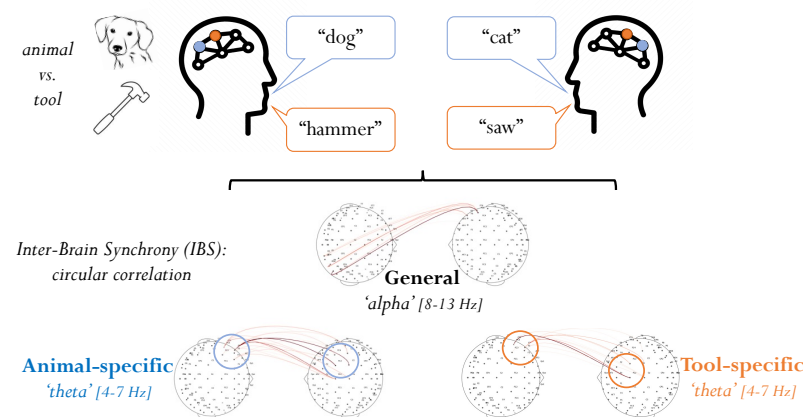 animal
vs.
tool
“dog”
“cat”
“hammer”
“saw”
Inter-Brain Synchrony (IBS):
circular correlation
General
‘alpha’ [8-13 Hz]
Animal-specific
‘theta’ [4-7 Hz]
Tool-specific
‘theta’ [4-7 Hz]